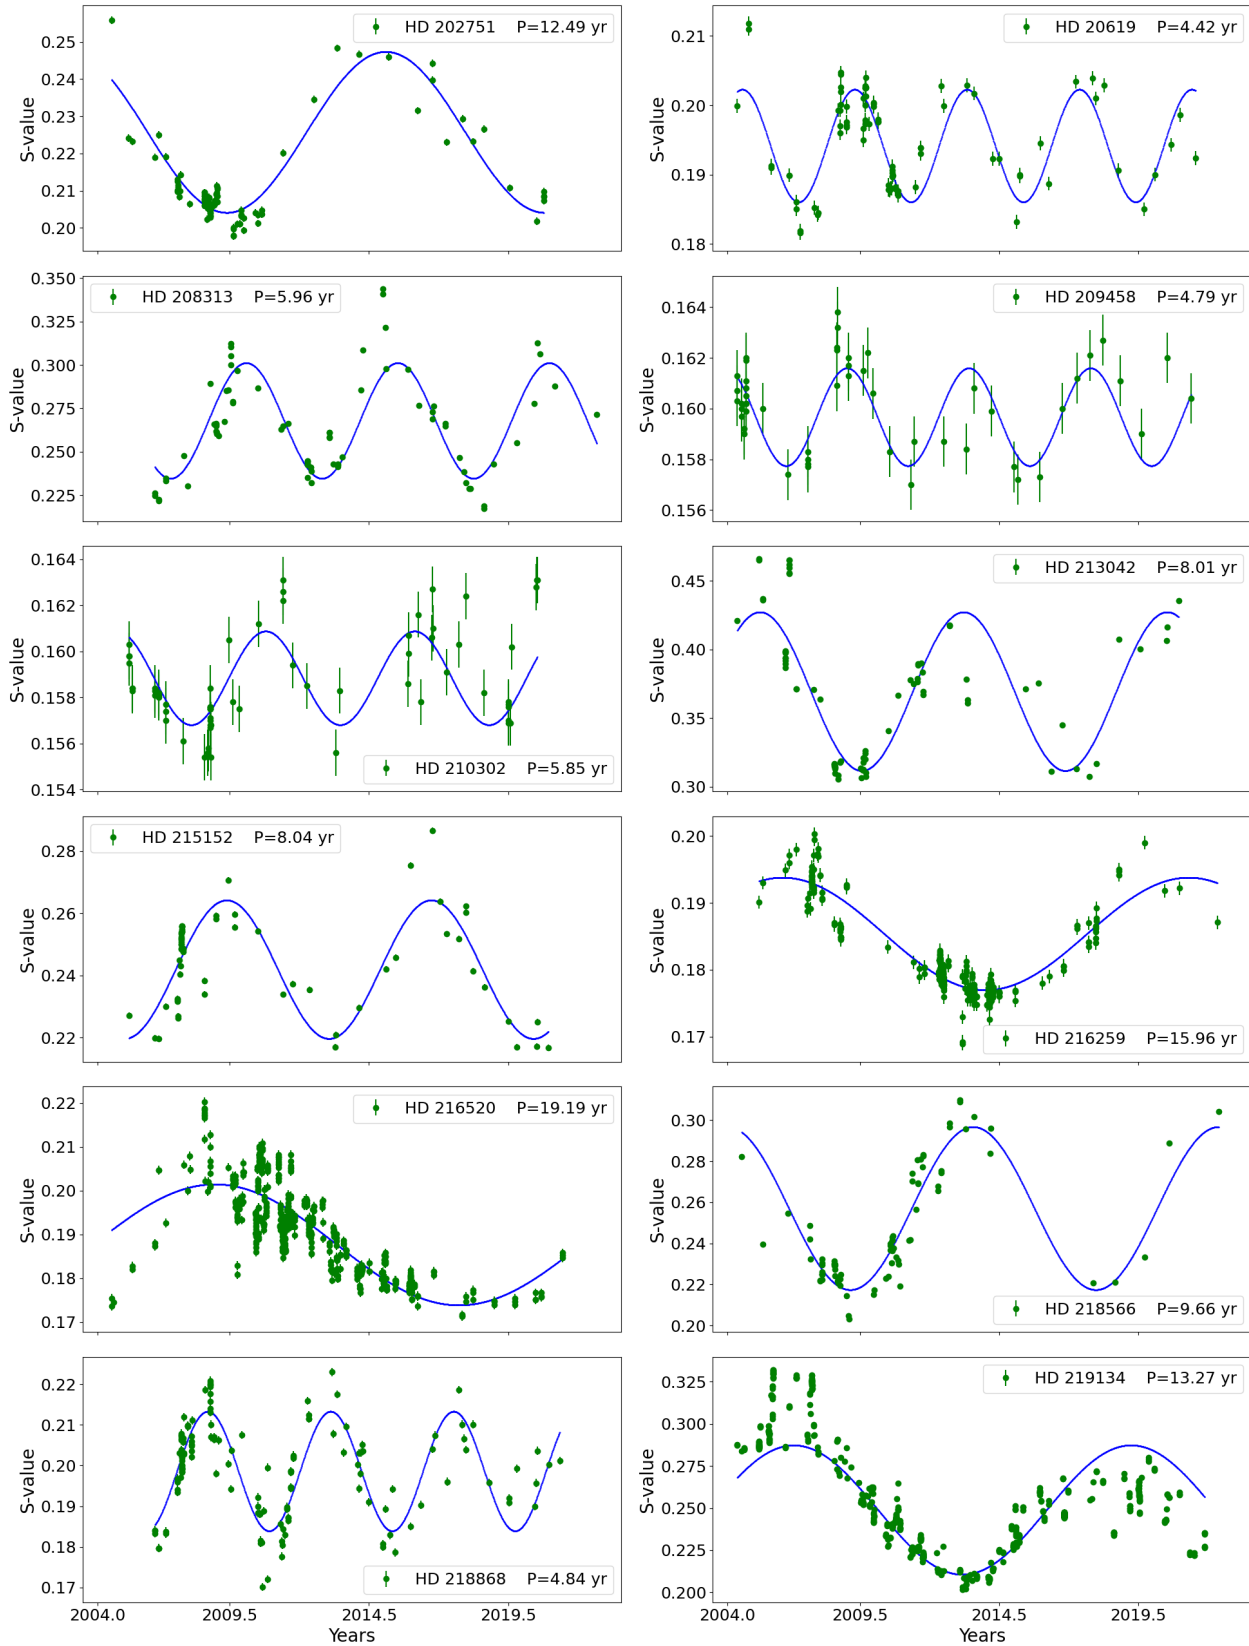 HD 202751 P=12.49 yr
0.25
0.24
0.23
0.22
0.21
0.20
S-value
HD 20619 P=4.42 yr
0.21
0.20
0.19
0.18
S-value
HD 208313 P=5.96 yr
0.350
0.325
0.300
0.275
0.250
0.225
S-value
HD 209458 P=4.79 yr
0.164
0.162
0.160
0.158
0.156
S-value
HD 210302 P=5.85 yr
0.164
0.162
0.160
0.158
0.156
0.154
S-value
HD 213042 P=8.01 yr
0.45
0.40
0.35
0.30
S-value
HD 215152 P=8.04 yr
0.28
0.26
0.24
0.22
S-value
HD 216259 P=15.96 yr
0.20
0.19
0.18
0.17
S-value
HD 216520 P=19.19 yr
0.22
0.21
0.20
0.19
0.18
0.17
S-value
HD 218566 P=9.66 yr
0.30
0.28
0.26
0.24
0.22
0.20
S-value
HD 218868 P=4.84 yr
0.22
0.21
0.20
0.19
0.18
0.17
S-value
2004.0 2009.5 2014.5 2019.5
Years
HD 219134 P=13.27 yr
0.325
0.300
0.275
0.250
0.225
0.200
S-value
2004.0 2009.5 2014.5 2019.5
Years